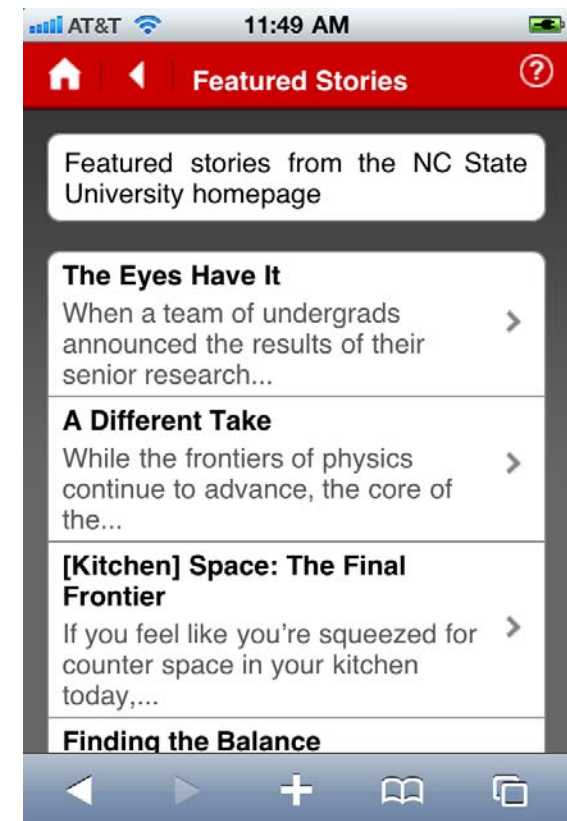 AT&T 11:49 AM
Featured Stories ?
Featured stories from the NC State
University homepage
The Eyes Have It
When a team of undergrads
announced the results of their
senior research...
A Different Take
While the frontiers of physics
continue to advance, the core of
the...
[Kitchen] Space: The Final
Frontier
If you feel like you’re squeezed for
counter space in your kitchen
today,...
Finding the Balance